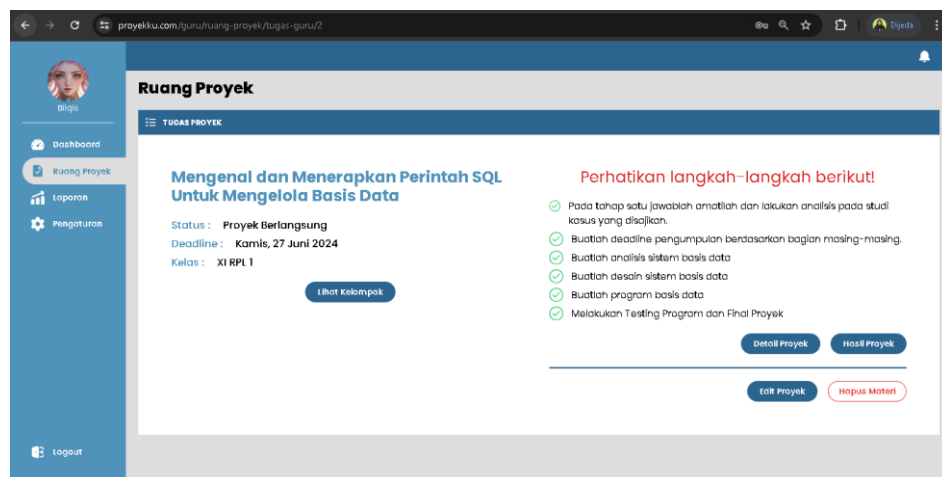 proyekku.com/guru/ruang-proyek/tugas-guru/2
Dijeda
Bilqis
Dashboard
Ruang Proyek
Laporan
Pengaturan
Logout
Ruang Proyek
TUGAS PROYEK
Mengenal dan Menerapkan Perintah SQL
Untuk Mengelola Basis Data
Status : Proyek Berlangsung
Deadline : Kamis, 27 Juni 2024
Kelas : XI RPL 1
Lihat Kelompok
Perhatikan langkah-langkah berikut!
Pada tahap satu jawablah amatilah dan lakukan analisis pada studi
kasus yang disajikan.
Buatlah deadline pengumpulan berdasarkan bagian masing-masing.
Buatlah analisis sistem basis data
Buatlah desain sistem basis data
Buatlah program basis data
Melakukan Testing Program dan Final Proyek
Detail Proyek
Hasil Proyek
Edit Proyek
Hapus Materi